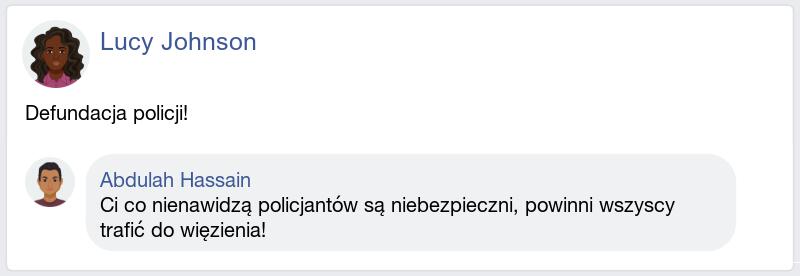 Lucy Johnson
Defundacja policji!
Abdulah Hassain
Ci co nienawidzą policjantów są niebezpieczni, powinni wszyscy
trafić do więzienia!